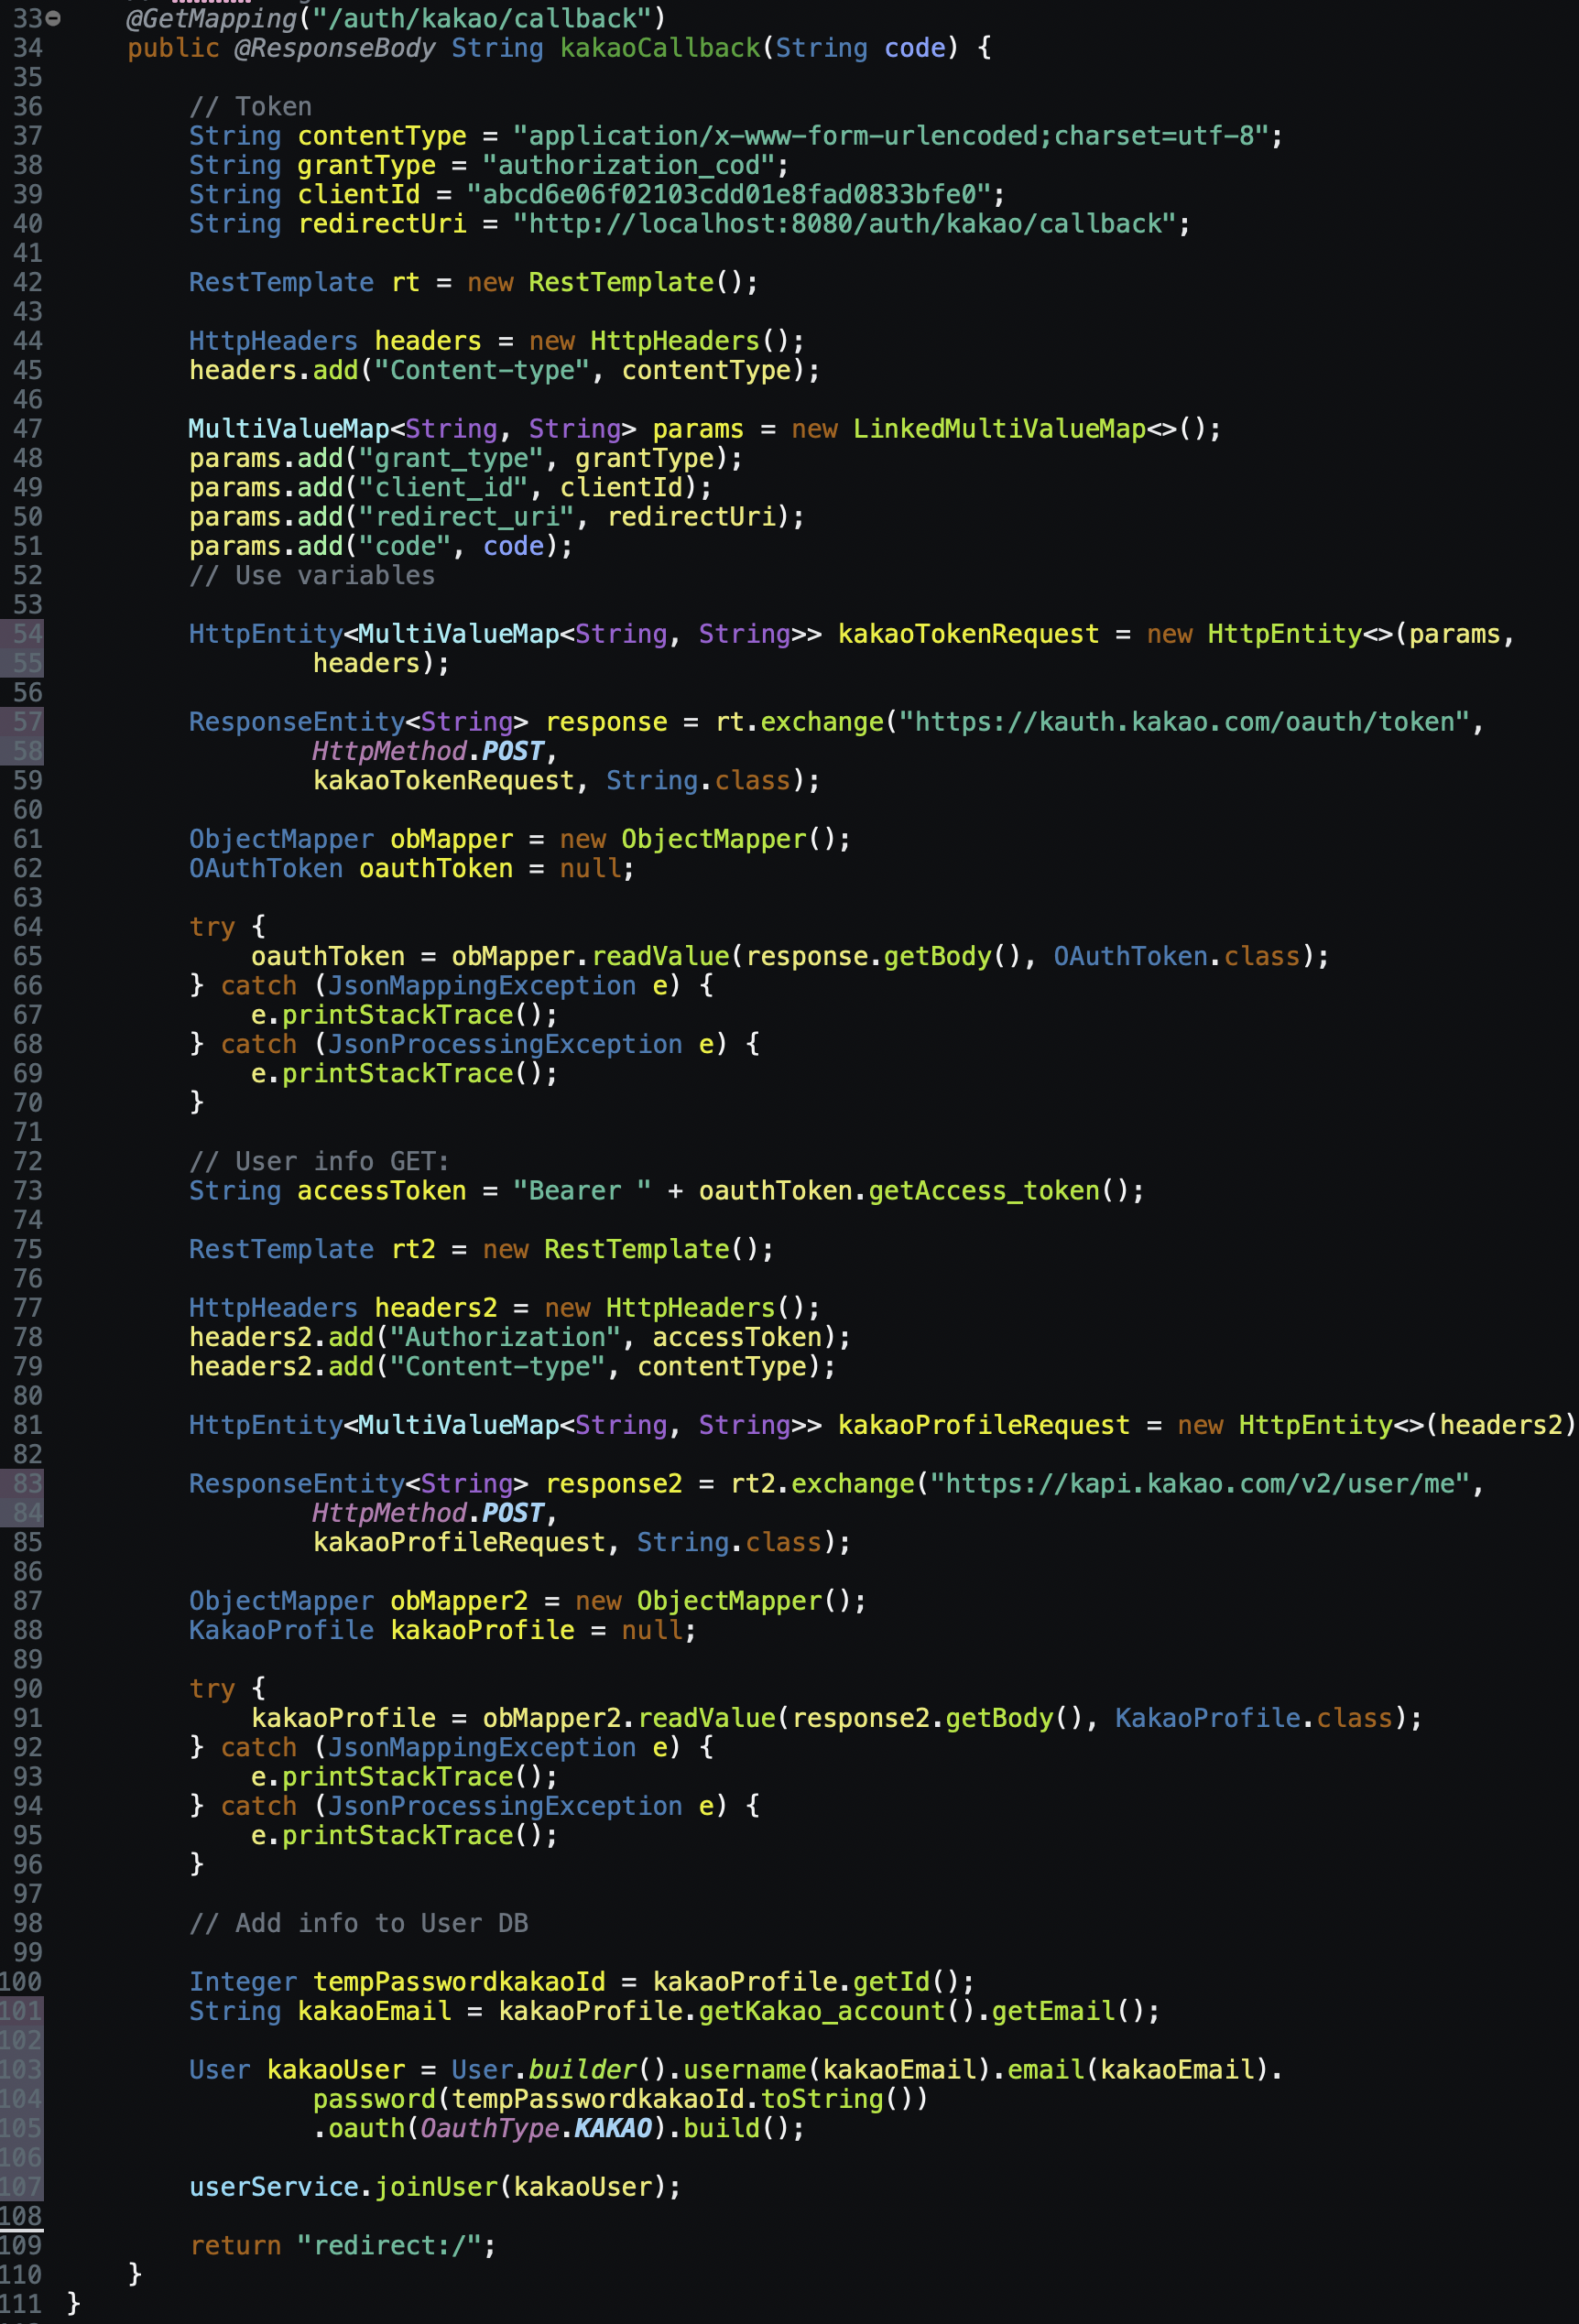 33 @GetMapping("/auth/kakao/callback")
34 public @ResponseBody String kakaoCallback(String code) {
35
36 // Token
37 String contentType = "application/x-www-form-urlencoded;charset=utf-8";
38 String grantType = "authorization_cod";
39 String clientId = "abcd6e06f02103cdd01e8fad0833bfe0";
40 String redirectUri = "http://localhost:8080/auth/kakao/callback";
41
42 RestTemplate rt = new RestTemplate();
43
44 HttpHeaders headers = new HttpHeaders();
45 headers.add("Content-type", contentType);
46
47 MultiValueMap<String, String> params = new LinkedMultiValueMap<>();
48 params.add("grant_type", grantType);
49 params.add("client_id", clientId);
50 params.add("redirect_uri", redirectUri);
51 params.add("code", code);
52 // Use variables
53
54 HttpEntity<MultiValueMap<String, String>> kakaoTokenRequest = new HttpEntity<>(params,
55 headers);
56
57 ResponseEntity<String> response = rt.exchange("https://kauth.kakao.com/oauth/token",
58 HttpMethod.POST,
59 kakaoTokenRequest, String.class);
60
61 ObjectMapper obMapper = new ObjectMapper();
62 OAuthToken oauthToken = null;
63
64 try {
65 oauthToken = obMapper.readValue(response.getBody(), OAuthToken.class);
66 } catch (JsonMappingException e) {
67 e.printStackTrace();
68 } catch (JsonProcessingException e) {
69 e.printStackTrace();
70 }
71
72 // User info GET:
73 String accessToken = "Bearer " + oauthToken.getAccess_token();
74
75 RestTemplate rt2 = new RestTemplate();
76
77 HttpHeaders headers2 = new HttpHeaders();
78 headers2.add("Authorization", accessToken);
79 headers2.add("Content-type", contentType);
80
81 HttpEntity<MultiValueMap<String, String>> kakaoProfileRequest = new HttpEntity<>(headers2)
82
83 ResponseEntity<String> response2 = rt2.exchange("https://kapi.kakao.com/v2/user/me",
84 HttpMethod.POST,
85 kakaoProfileRequest, String.class);
86
87 ObjectMapper obMapper2 = new ObjectMapper();
88 KakaoProfile kakaoProfile = null;
89
90 try {
91 kakaoProfile = obMapper2.readValue(response2.getBody(), KakaoProfile.class);
92 } catch (JsonMappingException e) {
93 e.printStackTrace();
94 } catch (JsonProcessingException e) {
95 e.printStackTrace();
96 }
97
98 // Add info to User DB
99
100 Integer tempPasswordkakaoId = kakaoProfile.getId();
101 String kakaoEmail = kakaoProfile.getKakao_account().getEmail();
102
103 User kakaoUser = User.builder().username(kakaoEmail).email(kakaoEmail).
104 password(tempPasswordkakaoId.toString())
105 .oauth(OauthType.KAKAO).build();
106
107 userService.joinUser(kakaoUser);
108
109 return "redirect:/";
110 }
111 }